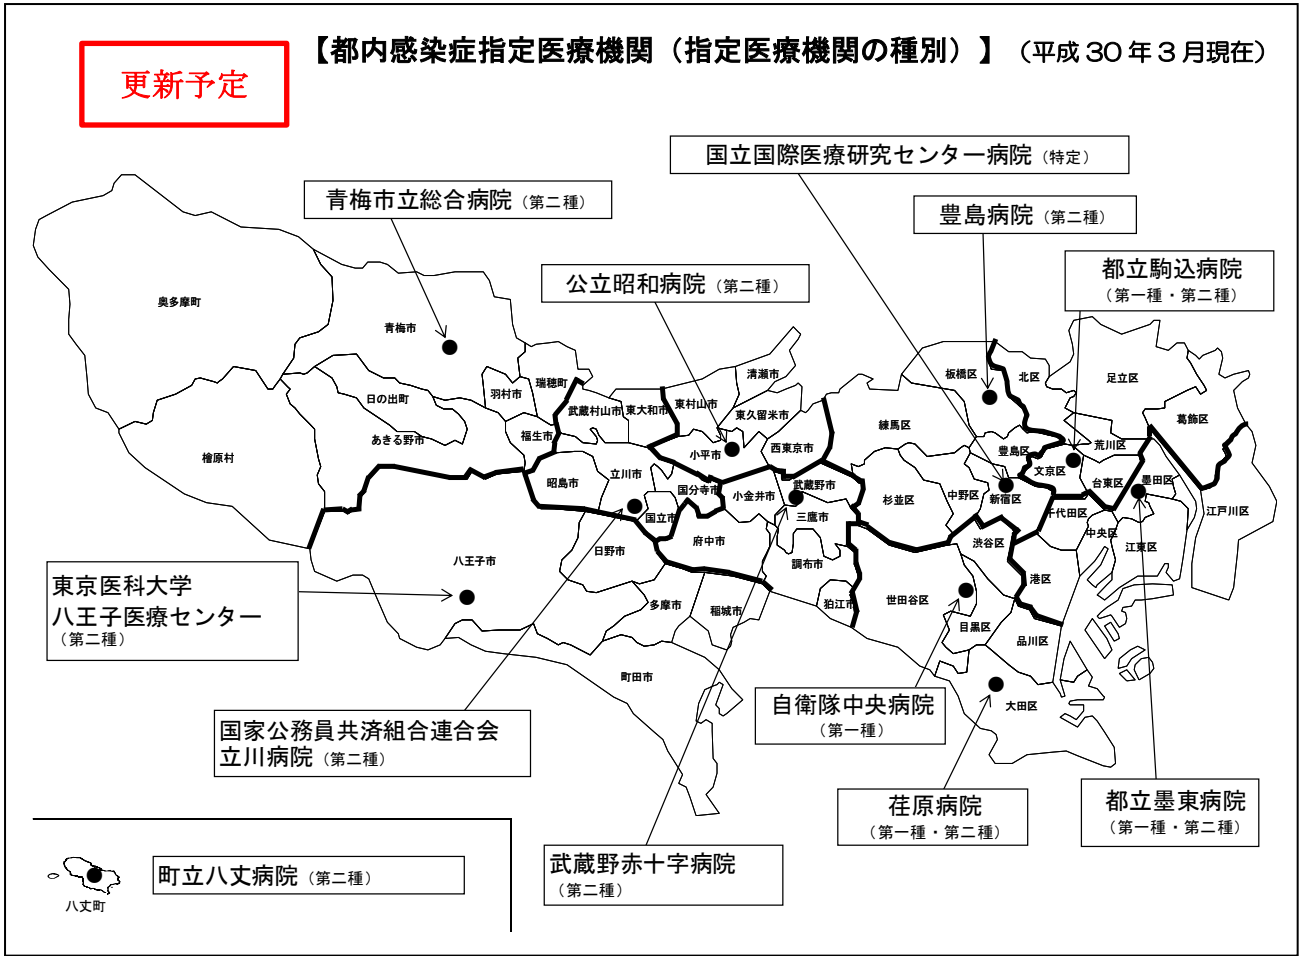 【都内感染症指定医療機関（指定医療機関の種別）】（平成30年3月現在）
更新予定
国立国際医療研究センター病院（特定）
青梅市立総合病院（第二種）
豊島病院（第二種）
都立駒込病院
（第一種・第二種）
公立昭和病院（第二種）
奥多摩町
青梅市
瑞穂町
羽村市
日の出町
あきる野市
福生市
檜原村
武蔵村山市
東大和市
東村山市
清瀬市
東久留米市
小平市
西東京市
昭島市
立川市
国分寺市
国立市
小金井市
武蔵野市
三鷹市
府中市
調布市
狛江市
日野市
八王子市
多摩市
稲城市
町田市
板橋区
北区
足立区
葛飾区
練馬区
豊島区
文京区
荒川区
台東区
墨田区
江戸川区
杉並区
中野区
新宿区
千代田区
中央区
江東区
渋谷区
港区
世田谷区
目黒区
品川区
大田区
東京医科大学
八王子医療センター
（第二種）
国家公務員共済組合連合会
立川病院（第二種）
自衛隊中央病院
（第一種）
荏原病院
（第一種・第二種）
都立墨東病院
（第一種・第二種）
武蔵野赤十字病院
（第二種）
町立八丈病院（第二種）
八丈町